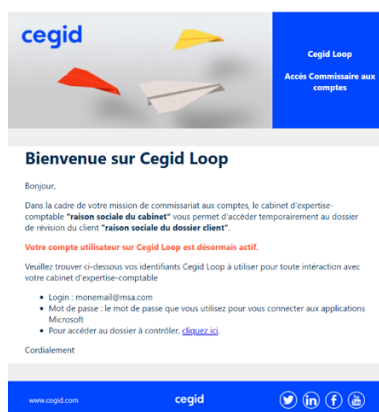 cegid
Cegid Loop
Accès Commissaire aux
comptes
Bienvenue sur Cegid Loop
Bonjour,
Dans la cadre de votre mission de commissariat aux comptes, le cabinet d'expertise-
comptable "raison sociale du cabinet" vous permet d'accéder temporairement au dossier
de révision du client "raison sociale du dossier client".
Votre compte utilisateur sur Cegid Loop est désormais actif.
Veuillez trouver ci-dessous vos identifiants Cegid Loop à utiliser pour toute interaction avec
votre cabinet d'expertise-comptable
• Login : monemail@msa.com
• Mot de passe : le mot de passe que vous utilisez pour vous connecter aux applications
Microsoft
• Pour accéder au dossier à contrôler, cliquez ici.
Cordialement
www.cegid.com cegid in f